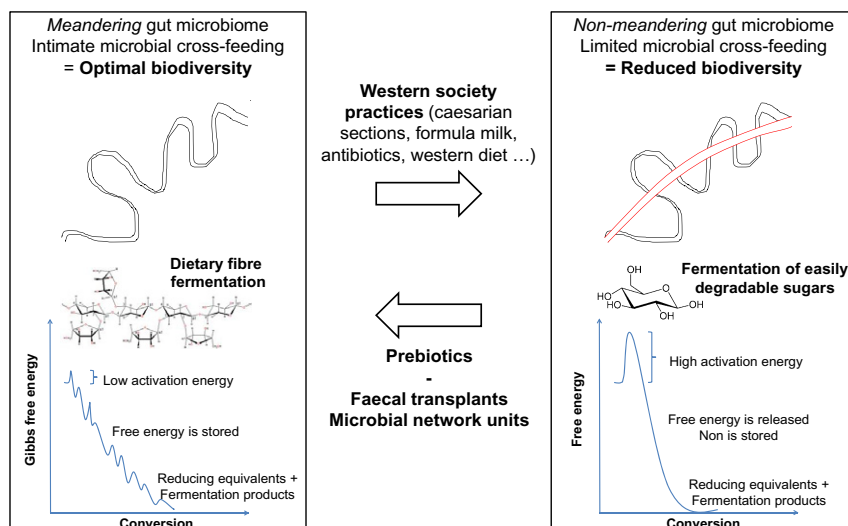 Meandering gut microbiome
Intimate microbial cross-feeding
= Optimal biodiversity
Dietary fibre
fermentation
Gibbs free energy
Low activation energy
Free energy is stored
Reducing equivalents +
Fermentation products
Conversion
Western society
practices (caesarian
sections, formula milk,
antibiotics, western diet ...)
Prebiotics
-
Faecal transplants
Microbial network units
Non-meandering gut microbiome
Limited microbial cross-feeding
= Reduced biodiversity
Fermentation of easily
degradable sugars
OH
O
HO
HO
OH
OH
Free energy
High activation energy
Free energy is released
Non is stored
Reducing equivalents +
Fermentation products
Conversion